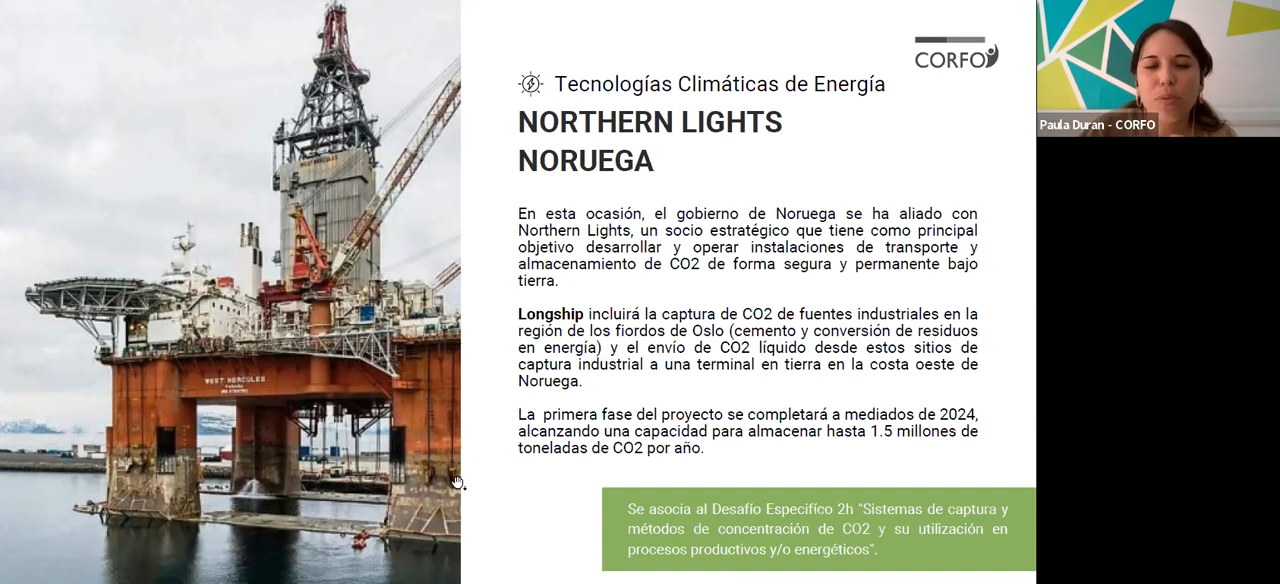 CORFO
Tecnologías Climáticas de Energía
NORTHERN LIGHTS
NORUEGA
En esta ocasión, el gobierno de Noruega se ha aliado con
Northern Lights, un socio estratégico que tiene como principal
objetivo desarrollar y operar instalaciones de transporte y
almacenamiento de CO2 de forma segura y permanente bajo
tierra.
Longship incluirá la captura de CO2 de fuentes industriales en la
región de los fiordos de Oslo (cemento y conversión de residuos
en energía) y el envío de CO2 líquido desde estos sitios de
captura industrial a una terminal en tierra en la costa oeste de
Noruega.
La primera fase del proyecto se completará a mediados de 2024,
alcanzando una capacidad para almacenar hasta 1.5 millones de
toneladas de CO2 por año.
Se asocia al Desafío Especifíco 2h "Sistemas de captura y
métodos de concentración de CO2 y su utilización en
procesos productivos y/o energéticos".
Paula Duran - CORFO
WEST HERCULES
WEST HERCULES